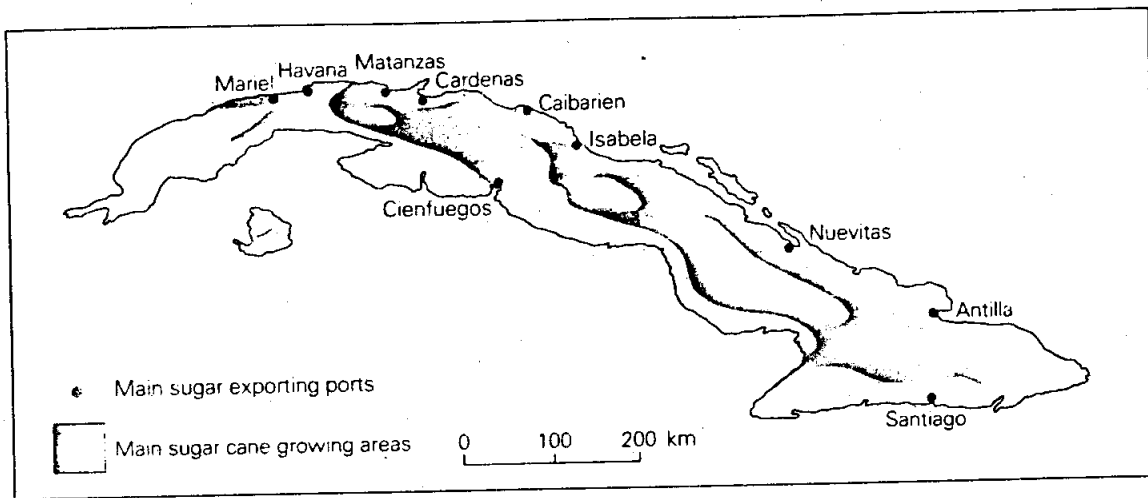 Mariel
Havana
Matanzas
Cardenas
Caibarien
Isabela
Cienfuegos
Nuevitas
Antilla
Santiago
Main sugar exporting ports
Main sugar cane growing areas
0 100 200 km